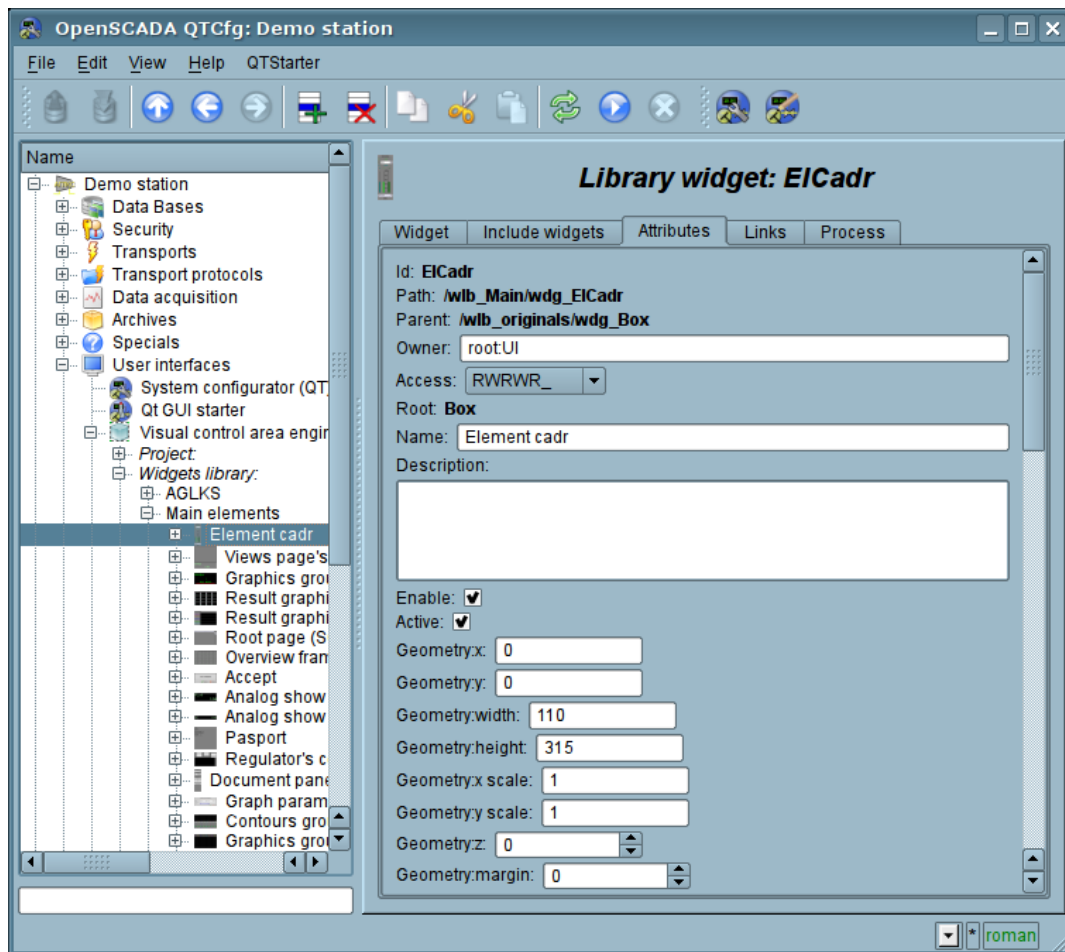 OpenSCADA QTCfg: Demo station
File Edit View Help QTStarter
Name
Demo station
Data Bases
Security
Transports
Transport protocols
Data acquisition
Archives
Specials
User interfaces
System configurator (QT
Qt GUI starter
Visual control area engir
Project:
Widgets library:
AGLKS
Main elements
Element cadr
Views page's
Graphics grou
Result graphi
Result graphi
Root page (S
Overview fram
Accept
Analog show
Analog show
Pasport
Regulator's c
Document pane
Graph param
Contours gro
Graphics grou
Library widget: ElCadr
Widget Include widgets Attributes Links Process
Id: ElCadr
Path: /wlb_Main/wdg_ElCadr
Parent: /wlb_originals/wdg_Box
Owner: root:UI
Access: RWRWR_
Root: Box
Name: Element cadr
Description:
Enable:
Active:
Geometry:x: 0
Geometry:y: 0
Geometry:width: 110
Geometry:height: 315
Geometry:x scale: 1
Geometry:y scale: 1
Geometry:z: 0
Geometry:margin: 0
* roman